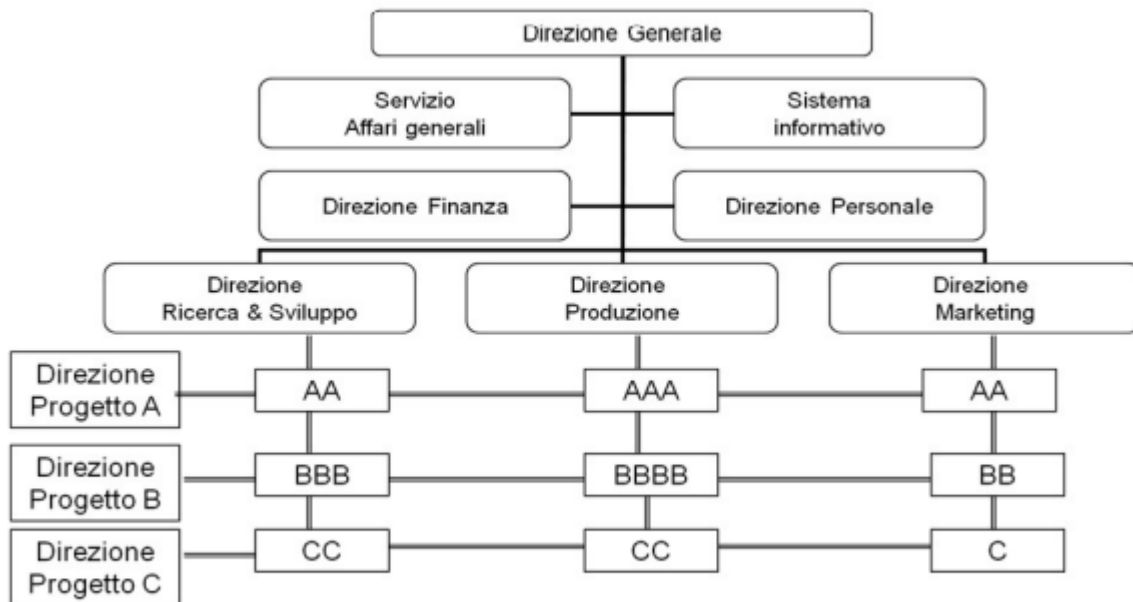 Direzione Generale
Servizio
Affari generali
Sistema
informativo
Direzione Finanza
Direzione Personale
Direzione
Ricerca & Sviluppo
Direzione
Produzione
Direzione
Marketing
Direzione
Progetto A
AA
AAA
AA
Direzione
Progetto B
BBB
BBBB
BB
Direzione
Progetto C
CC
CC
C